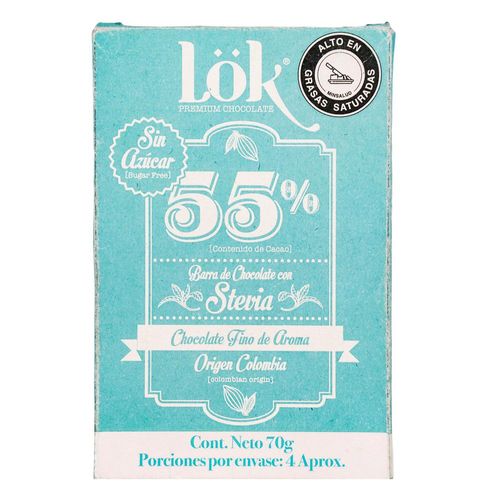 Lök®
PREMIUM CHOCOLATE
ALTO EN
GRASAS SATURADAS
MINSALUD
Sin
Azúcar
[Sugar Free]
55%
[Contenido de Cacao]
Barra de Chocolate con
Stevia
Chocolate Fino de Aroma
Origen Colombia
[colombian origin]
Cont. Neto 70g
Porciones por envase: 4 Aprox.